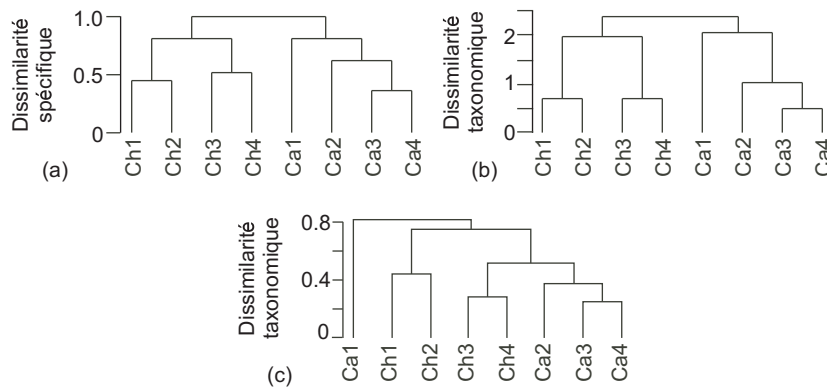 Dissimilarité
spécifique
1.0
0.5
0
Ch1 Ch2 Ch3 Ch4 Ca1 Ca2 Ca3 Ca4
(a)
Dissimilarité
taxonomique
2
1
0
Ch1 Ch2 Ch3 Ch4 Ca1 Ca2 Ca3 Ca4
(b)
Dissimilarité
taxonomique
0.8
0.4
0
Ca1 Ch1 Ch2 Ch3 Ch4 Ca2 Ca3 Ca4
(c)